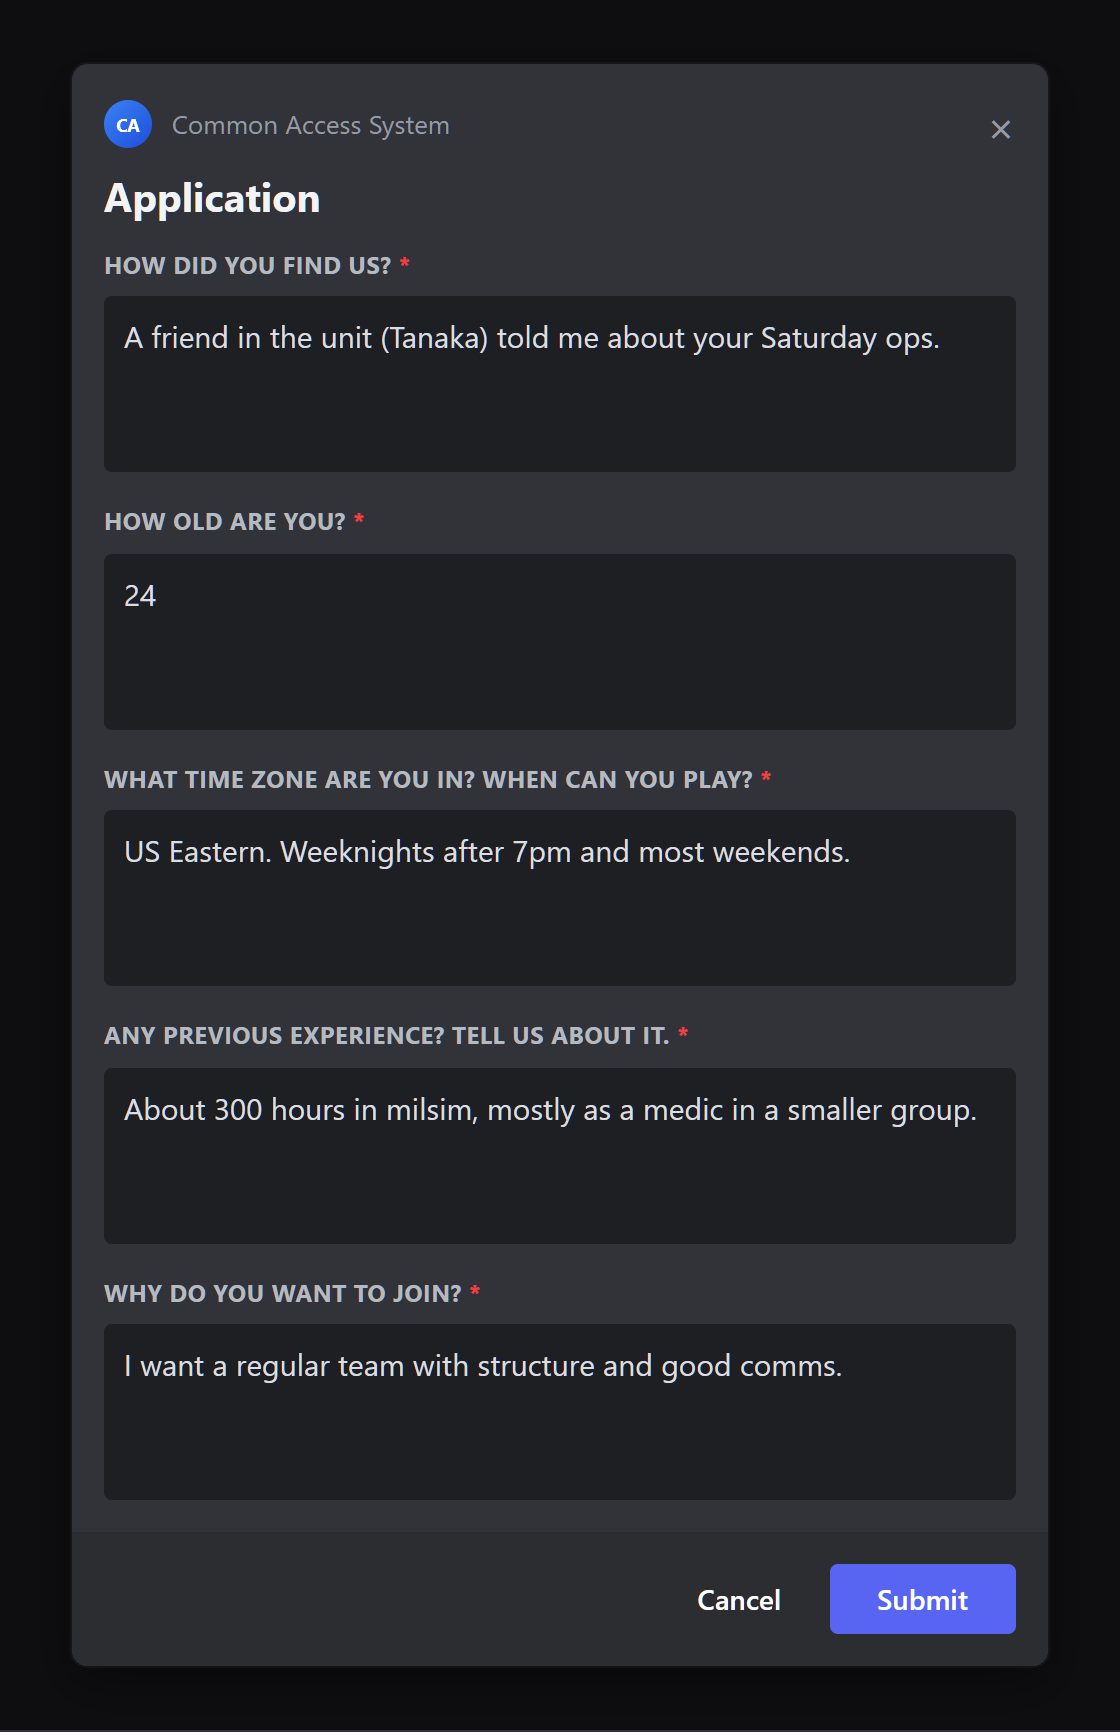 CA Common Access System
Application
HOW DID YOU FIND US? *
A friend in the unit (Tanaka) told me about your Saturday ops.
HOW OLD ARE YOU? *
24
WHAT TIME ZONE ARE YOU IN? WHEN CAN YOU PLAY? *
US Eastern. Weeknights after 7pm and most weekends.
ANY PREVIOUS EXPERIENCE? TELL US ABOUT IT. *
About 300 hours in milsim, mostly as a medic in a smaller group.
WHY DO YOU WANT TO JOIN? *
I want a regular team with structure and good comms.
Cancel Submit